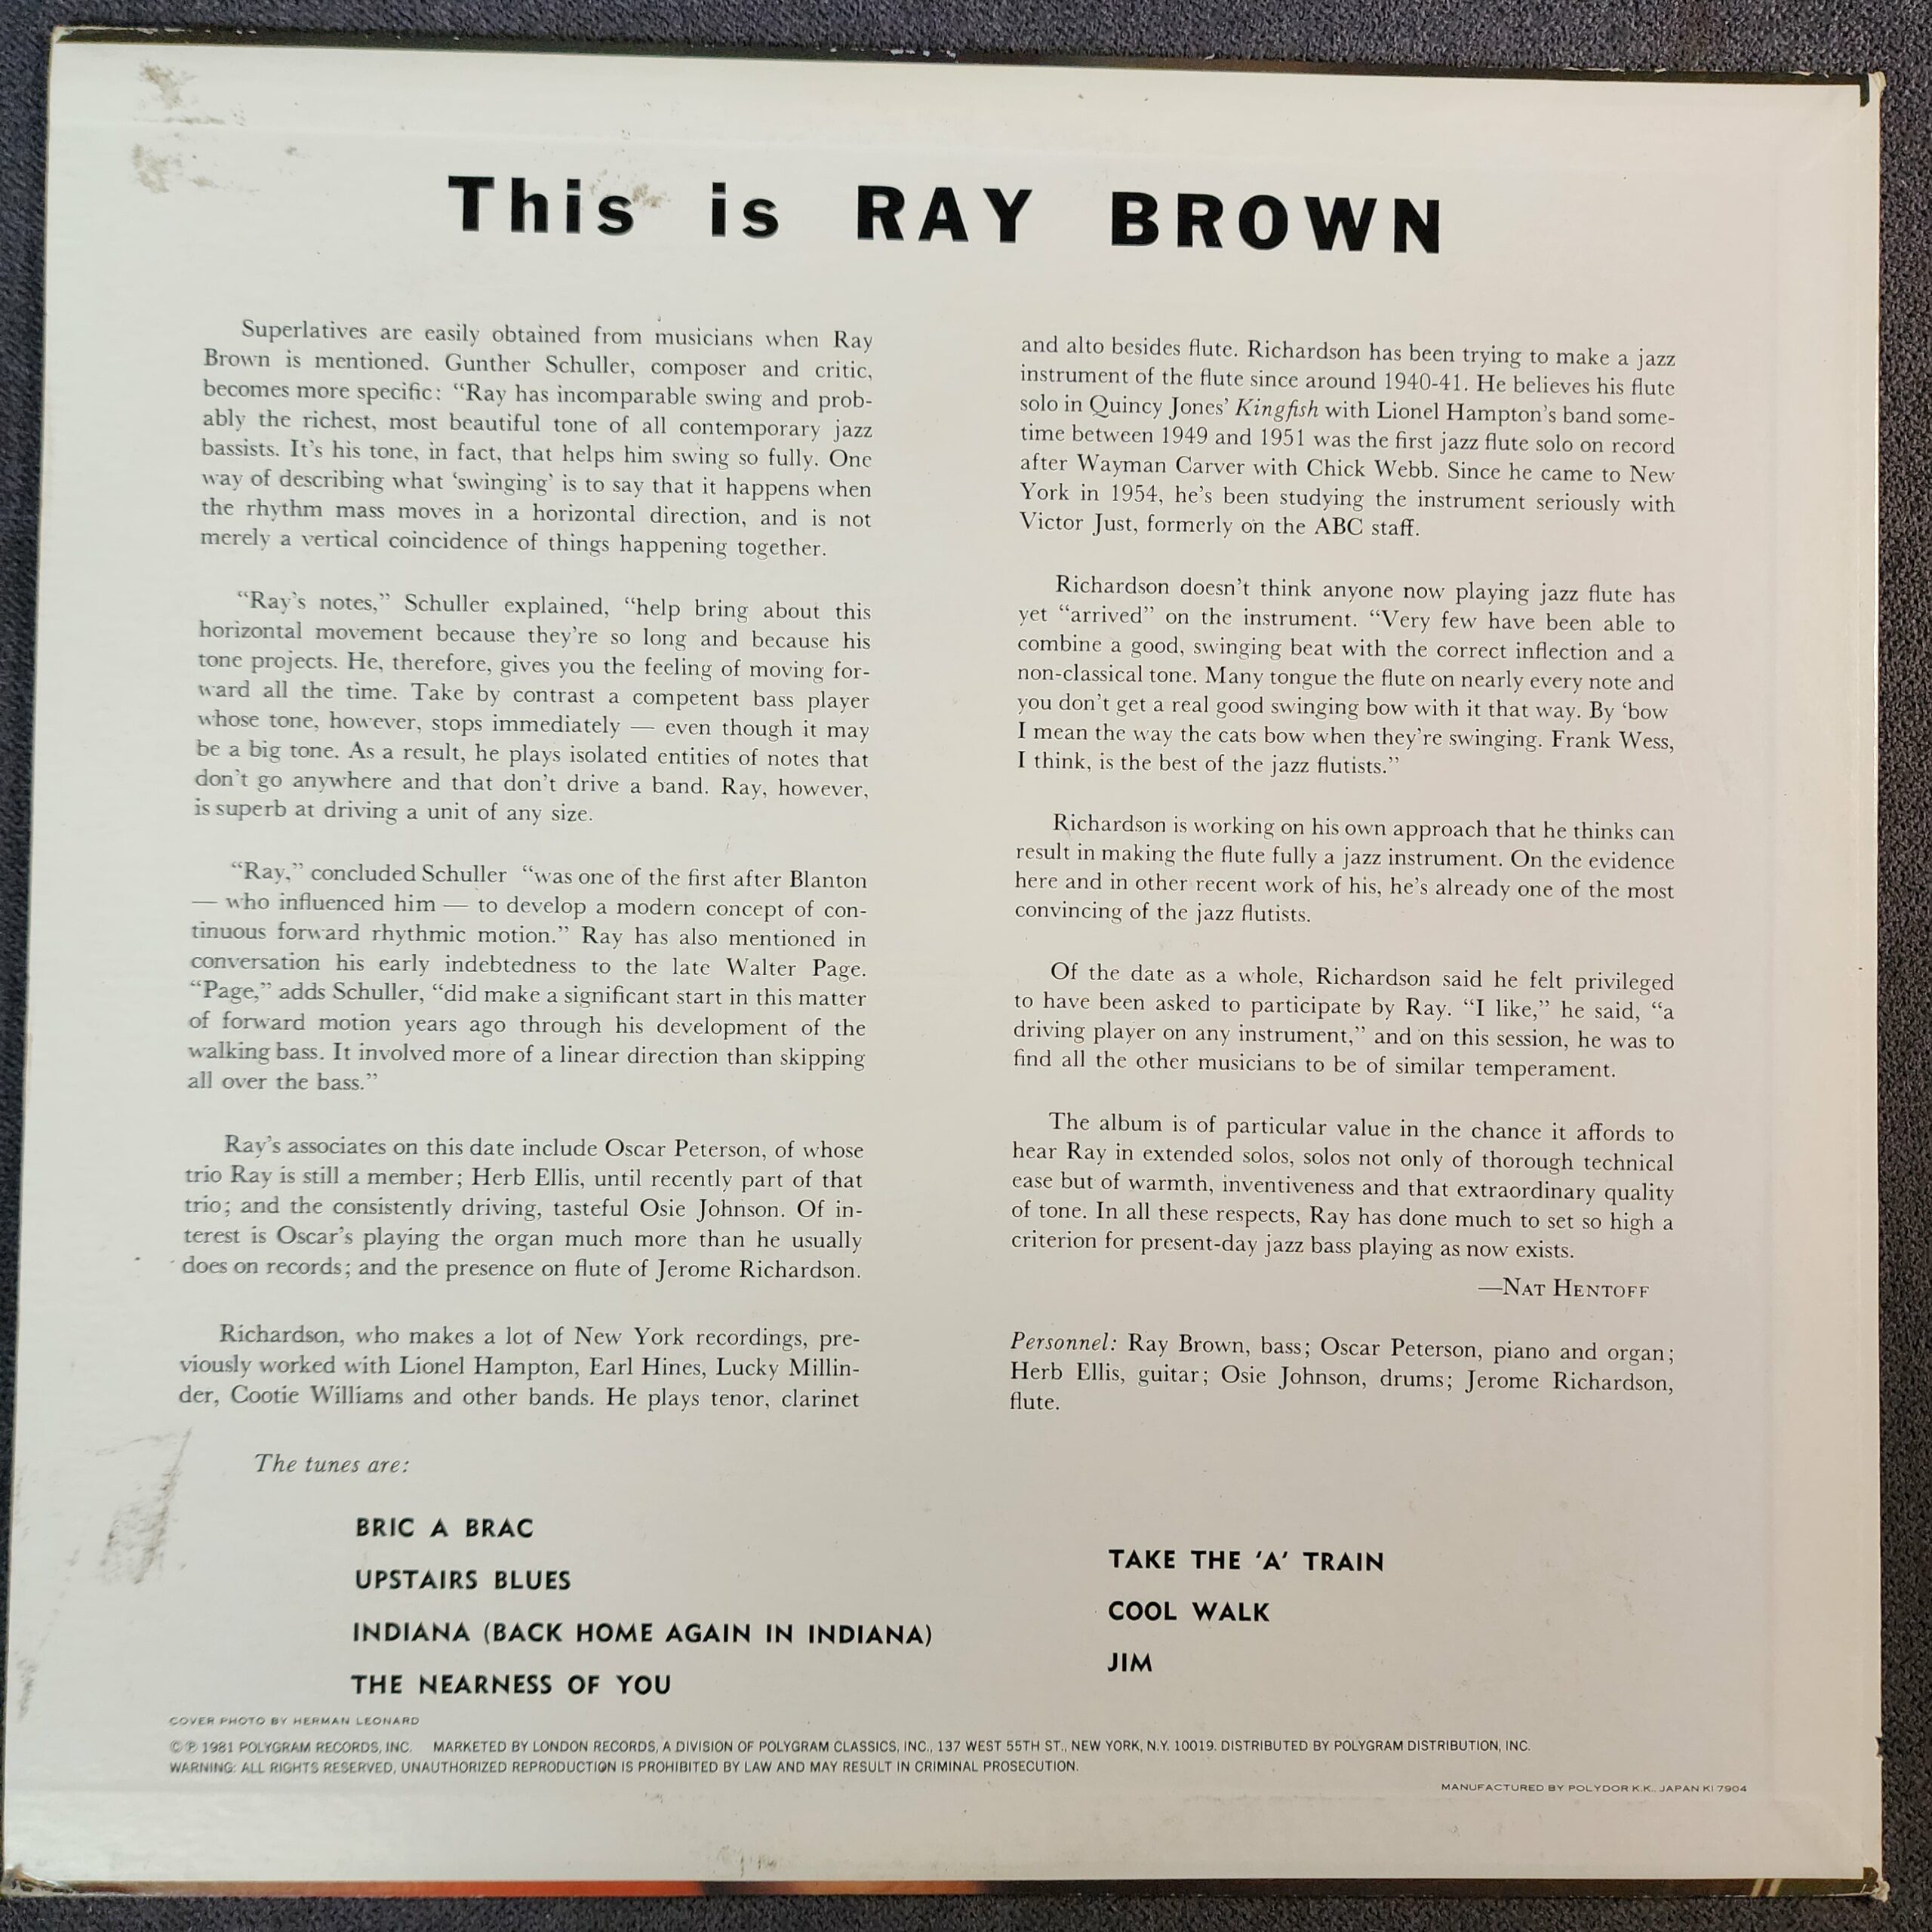 This is RAY BROWN
Superlatives are easily obtained from musicians when Ray
Brown is mentioned. Gunther Schuller, composer and critic,
becomes more specific: “Ray has incomparable swing and prob-
ably the richest, most beautiful tone of all contemporary jazz
bassists. It’s his tone, in fact, that helps him swing so fully. One
way of describing what ‘swinging’ is to say that it happens when
the rhythm mass moves in a horizontal direction, and is not
merely a vertical coincidence of things happening together.
“Ray’s notes,” Schuller explained, “help bring about this
horizontal movement because they’re so long and because his
tone projects. He, therefore, gives you the feeling of moving for-
ward all the time. Take by contrast a competent bass player
whose tone, however, stops immediately — even though it may
be a big tone. As a result, he plays isolated entities of notes that
don’t go anywhere and that don’t drive a band. Ray, however,
is superb at driving a unit of any size.
“Ray,” concluded Schuller “was one of the first after Blanton
— who influenced him — to develop a modern concept of con-
tinuous forward rhythmic motion.” Ray has also mentioned in
conversation his early indebtedness to the late Walter Page.
“Page,” adds Schuller, “did make a significant start in this matter
of forward motion years ago through his development of the
walking bass. It involved more of a linear direction than skipping
all over the bass.”
Ray’s associates on this date include Oscar Peterson, of whose
trio Ray is still a member; Herb Ellis, until recently part of that
trio; and the consistently driving, tasteful Osie Johnson. Of in-
terest is Oscar’s playing the organ much more than he usually
does on records; and the presence on flute of Jerome Richardson.
Richardson, who makes a lot of New York recordings, pre-
viously worked with Lionel Hampton, Earl Hines, Lucky Millin-
der, Cootie Williams and other bands. He plays tenor, clarinet
and alto besides flute. Richardson has been trying to make a jazz
instrument of the flute since around 1940-41. He believes his flute
solo in Quincy Jones’ Kingfish with Lionel Hampton’s band some-
time between 1949 and 1951 was the first jazz flute solo on record
after Wayman Carver with Chick Webb. Since he came to New
York in 1954, he’s been studying the instrument seriously with
Victor Just, formerly on the ABC staff.
Richardson doesn’t think anyone now playing jazz flute has
yet “arrived” on the instrument. “Very few have been able to
combine a good, swinging beat with the correct inflection and a
non-classical tone. Many tongue the flute on nearly every note and
you don’t get a real good swinging bow with it that way. By ‘bow
I mean the way the cats bow when they’re swinging. Frank Wess,
I think, is the best of the jazz flutists.”
Richardson is working on his own approach that he thinks can
result in making the flute fully a jazz instrument. On the evidence
here and in other recent work of his, he’s already one of the most
convincing of the jazz flutists.
Of the date as a whole, Richardson said he felt privileged
to have been asked to participate by Ray. “I like,” he said, “a
driving player on any instrument,” and on this session, he was to
find all the other musicians to be of similar temperament.
The album is of particular value in the chance it affords to
hear Ray in extended solos, solos not only of thorough technical
ease but of warmth, inventiveness and that extraordinary quality
of tone. In all these respects, Ray has done much to set so high a
criterion for present-day jazz bass playing as now exists.
—NAT HENTOFF
Personnel: Ray Brown, bass; Oscar Peterson, piano and organ;
Herb Ellis, guitar; Osie Johnson, drums; Jerome Richardson,
flute.
The tunes are:
BRIC A BRAC
UPSTAIRS BLUES
INDIANA (BACK HOME AGAIN IN INDIANA)
THE NEARNESS OF YOU
TAKE THE ‘A’ TRAIN
COOL WALK
JIM
COVER PHOTO BY HERMAN LEONARD
© ℗ 1981 POLYGRAM RECORDS, INC. MARKETED BY LONDON RECORDS, A DIVISION OF POLYGRAM CLASSICS, INC., 137 WEST 55TH ST., NEW YORK, N.Y. 10019. DISTRIBUTED BY POLYGRAM DISTRIBUTION, INC.
WARNING: ALL RIGHTS RESERVED, UNAUTHORIZED REPRODUCTION IS PROHIBITED BY LAW AND MAY RESULT IN CRIMINAL PROSECUTION.
MANUFACTURED BY POLYDOR K.K., JAPAN KI 7904